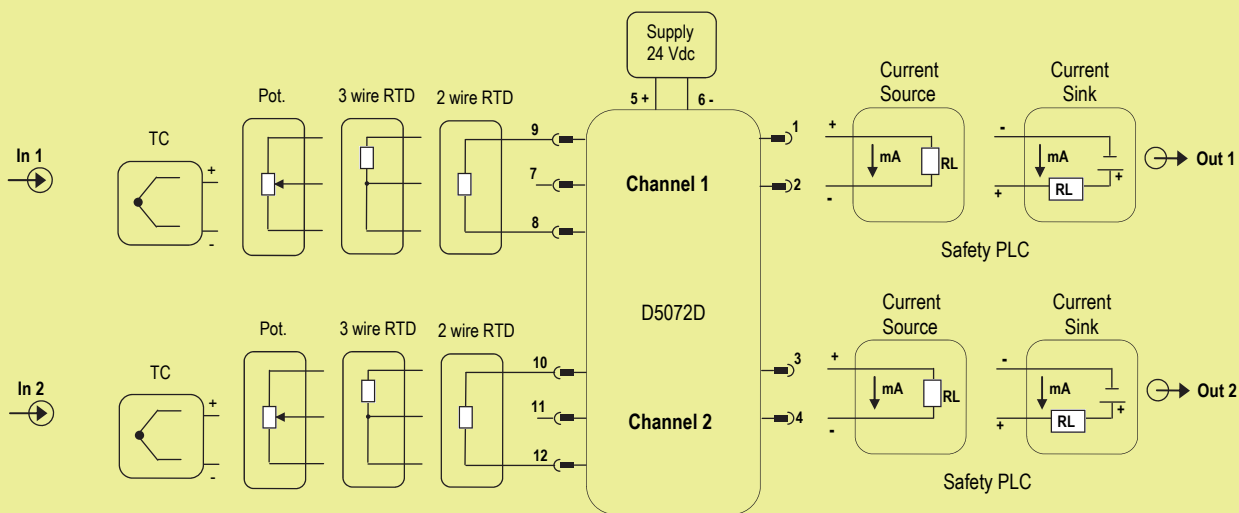 Supply
24 Vdc
5 +
6 -
Current
Source
Current
Sink
Pot.
3 wire RTD
2 wire RTD
TC
In 1
+
-
9
7
8
Channel 1
1
2
+
-
mA
RL
-
+
mA
RL
+
Out 1
Safety PLC
D5072D
Current
Source
Current
Sink
Pot.
3 wire RTD
2 wire RTD
TC
In 2
+
-
10
11
12
Channel 2
3
4
+
-
mA
RL
-
+
mA
RL
+
Out 2
Safety PLC